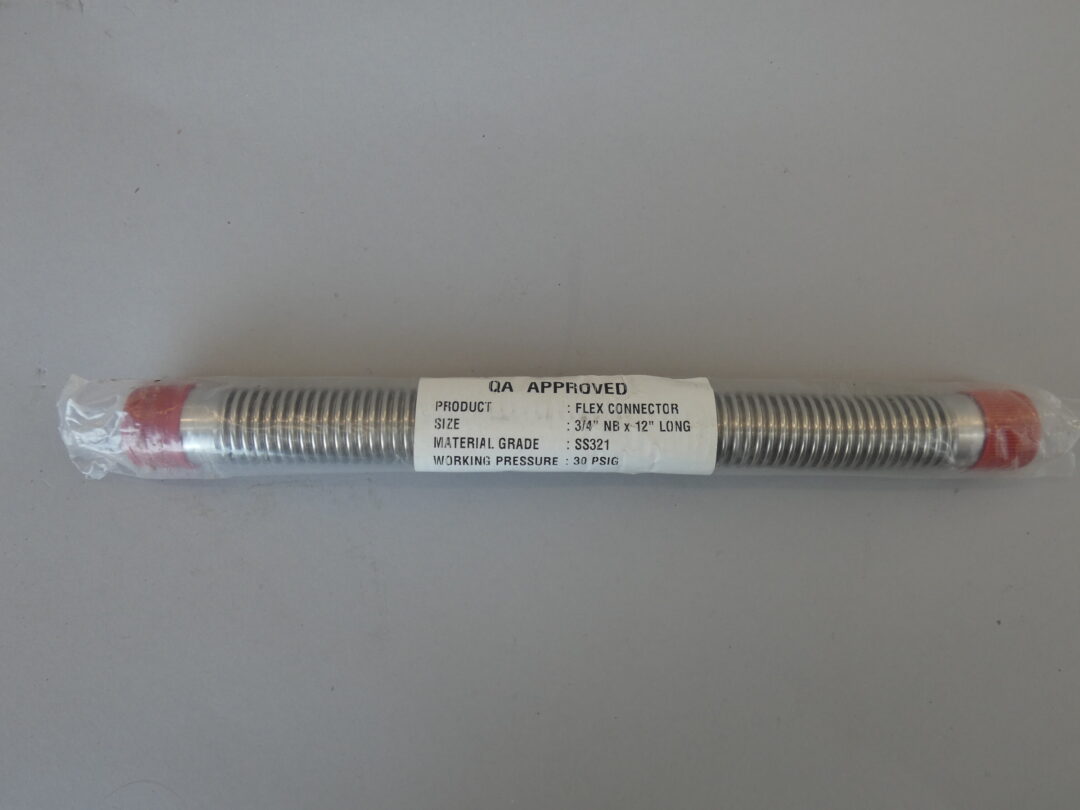 QA APPROVED
PRODUCT : FLEX CONNECTOR
SIZE : 3/4" NB x 12" LONG
MATERIAL GRADE : SS321
WORKING PRESSURE : 30 PSIG